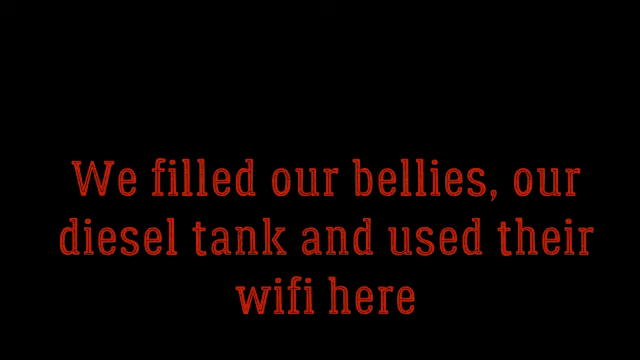 We filled our bellies, our
diesel tank and used their
wifi here